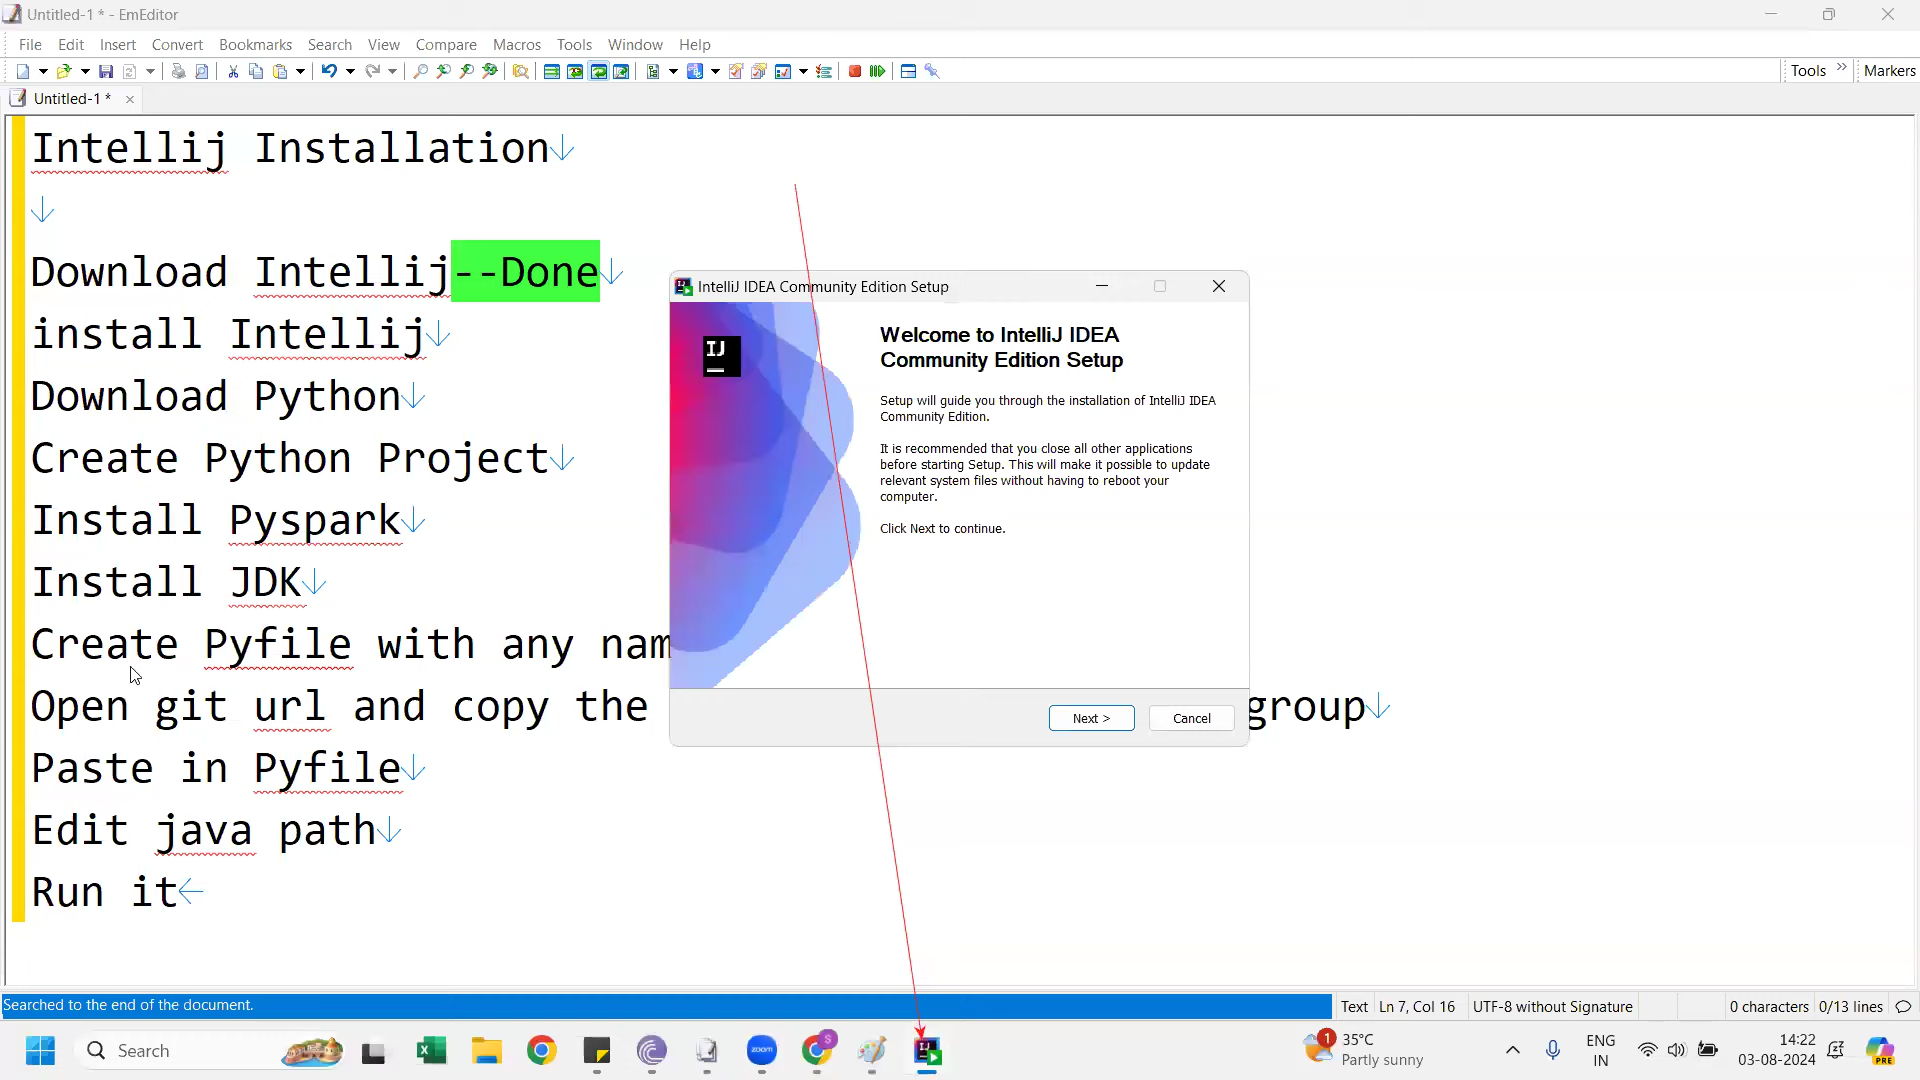 Untitled-1 * - EmEditor
File Edit Insert Convert Bookmarks Search View Compare Macros Tools Window Help
Tools » Markers
Untitled-1 *
Intellij Installation
Download Intellij--Done
install Intellij
Download Python
Create Python Project
Install Pyspark
Install JDK
Create Pyfile with any nam
Open git url and copy the group
Paste in Pyfile
Edit java path
Run it
IntelliJ IDEA Community Edition Setup
IJ
Welcome to IntelliJ IDEA
Community Edition Setup
Setup will guide you through the installation of IntelliJ IDEA
Community Edition.
It is recommended that you close all other applications
before starting Setup. This will make it possible to update
relevant system files without having to reboot your
computer.
Click Next to continue.
Next > Cancel
Searched to the end of the document. Text Ln 7, Col 16 UTF-8 without Signature 0 characters 0/13 lines
Search
zoom
S
IJ
1
35°C
Partly sunny
ENG
IN
14:22
03-08-2024
PRE